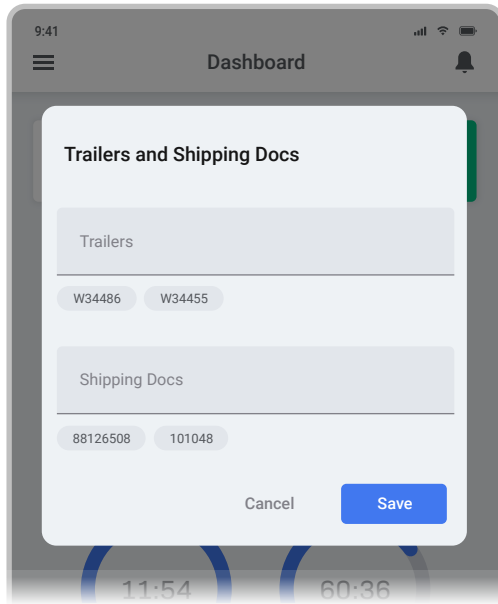 9:41
Dashboard
Trailers and Shipping Docs
Trailers
W34486 W34455
Shipping Docs
88126508 101048
Cancel Save
11:54 60:36